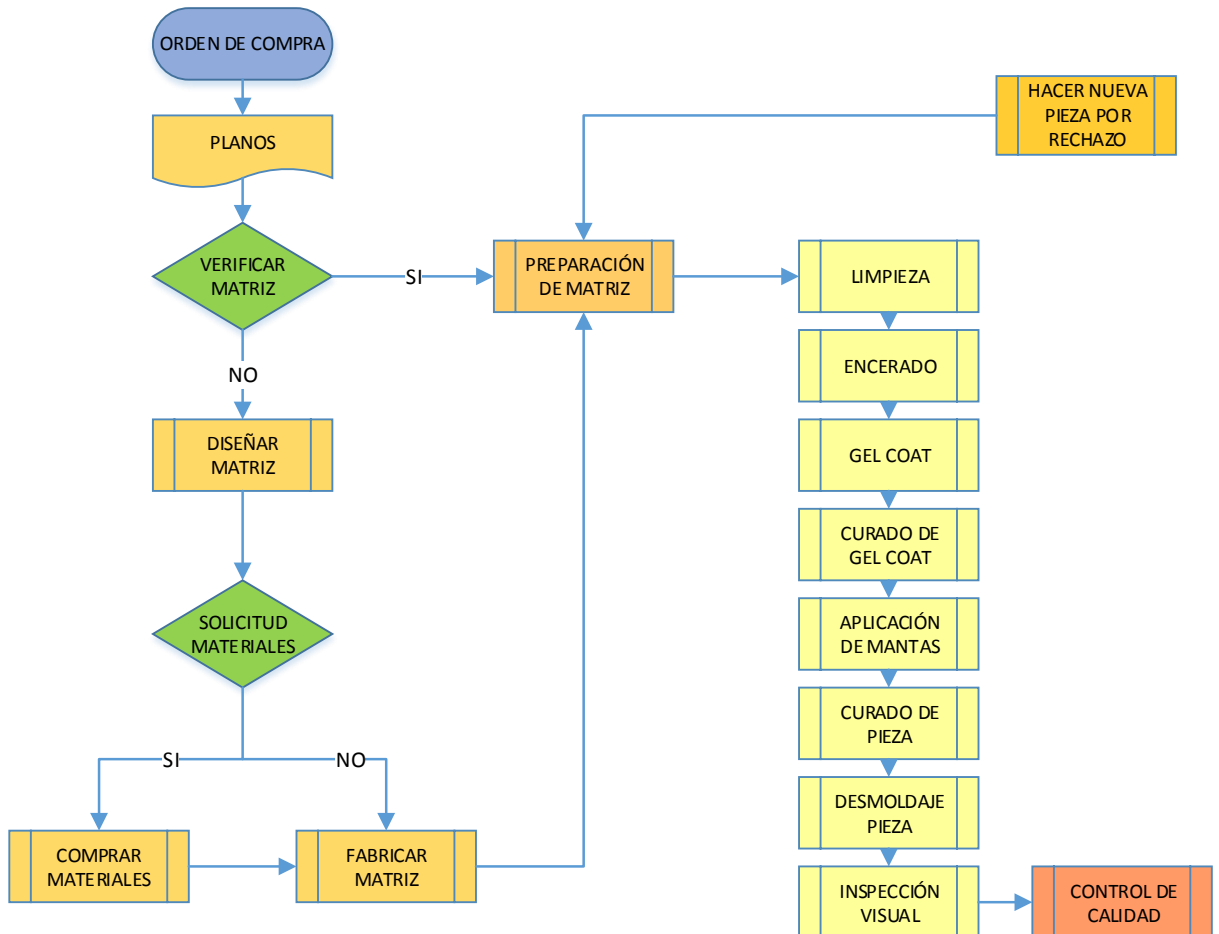 ORDEN DE COMPRA
PLANOS
VERIFICAR
MATRIZ
SI
NO
DISEÑAR
MATRIZ
SOLICITUD
MATERIALES
SI
NO
COMPRAR
MATERIALES
FABRICAR
MATRIZ
HACER NUEVA
PIEZA POR
RECHAZO
PREPARACIÓN
DE MATRIZ
LIMPIEZA
ENCERADO
GEL COAT
CURADO DE
GEL COAT
APLICACIÓN
DE MANTAS
CURADO DE
PIEZA
DESMOLDAJE
PIEZA
INSPECCIÓN
VISUAL
CONTROL DE
CALIDAD